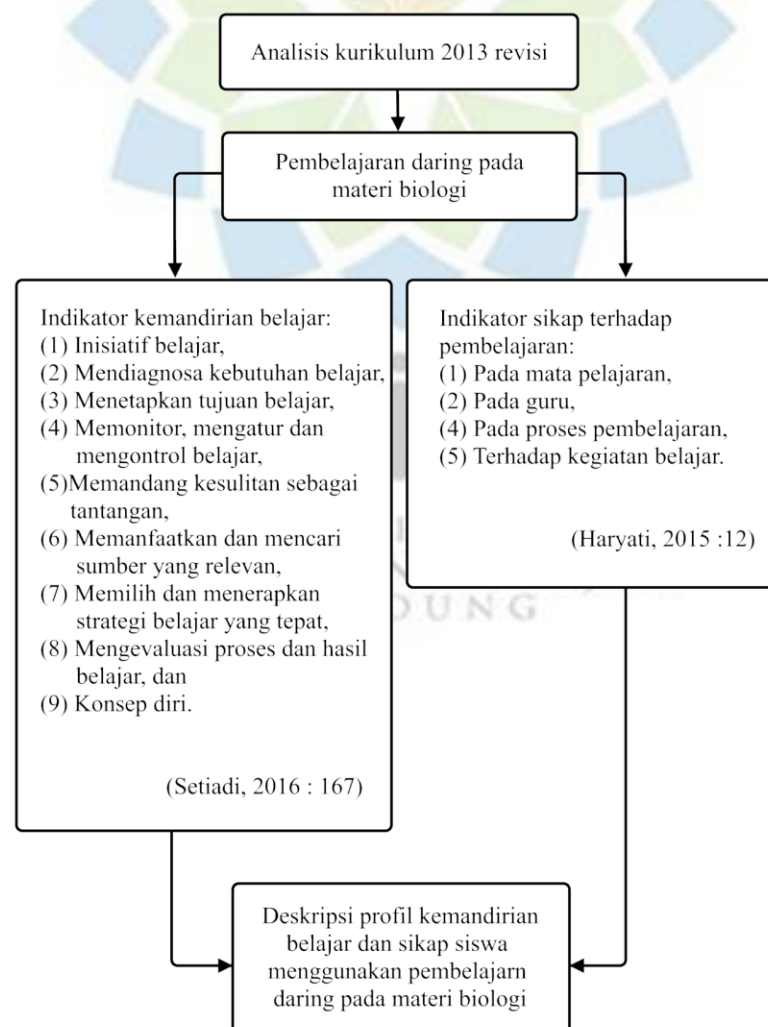 Analisis kurikulum 2013 revisi
Pembelajaran daring pada
materi biologi
Indikator kemandirian belajar:
(1) Inisiatif belajar,
(2) Mendiagnosa kebutuhan belajar,
(3) Menetapkan tujuan belajar,
(4) Memonitor, mengatur dan
mengontrol belajar,
(5)Memandang kesulitan sebagai
tantangan,
(6) Memanfaatkan dan mencari
sumber yang relevan,
(7) Memilih dan menerapkan
strategi belajar yang tepat,
(8) Mengevaluasi proses dan hasil
belajar, dan
(9) Konsep diri.
(Setiadi, 2016 : 167)
Indikator sikap terhadap
pembelajaran:
(1) Pada mata pelajaran,
(2) Pada guru,
(4) Pada proses pembelajaran,
(5) Terhadap kegiatan belajar.
(Haryati, 2015 :12)
DUNG
Deskripsi profil kemandirian
belajar dan sikap siswa
menggunakan pembelajarn
daring pada materi biologi